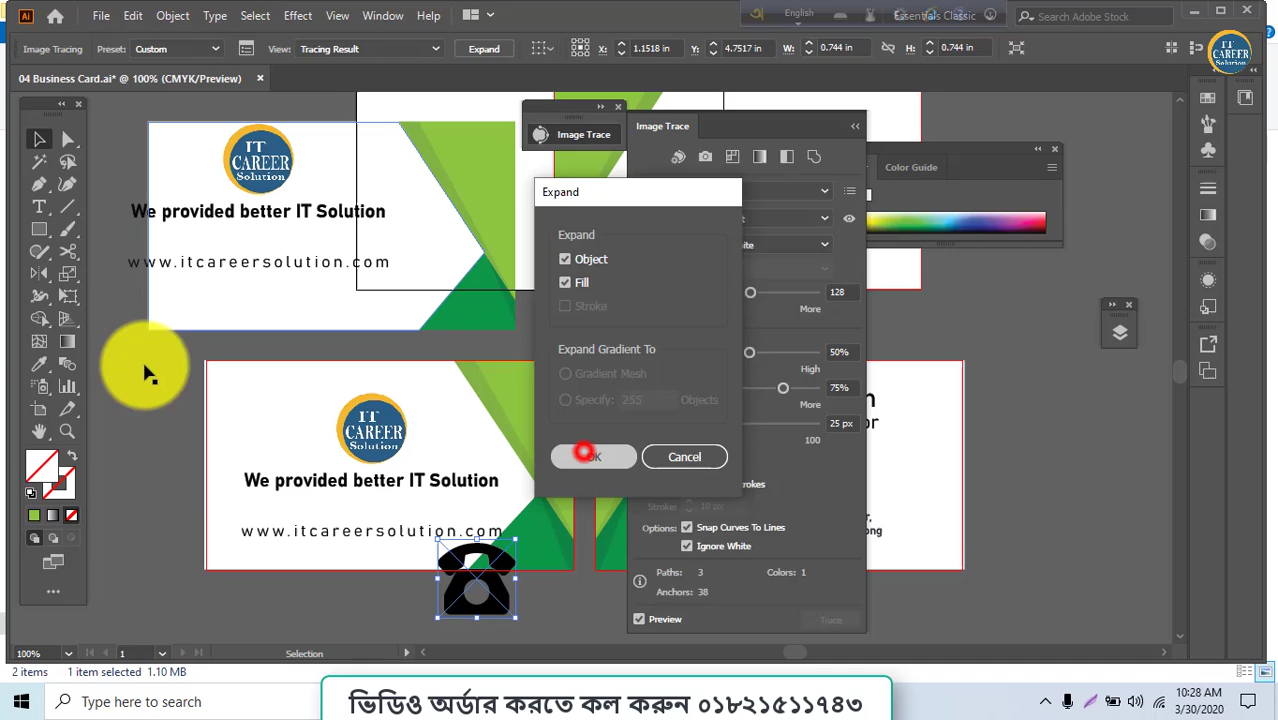 Ai
File
Edit
Object
Type
Select
Effect
View
Window
Help
English
Essentials Classic
Search Adobe Stock
Image Tracing
Preset:
Custom
View:
Tracing Result
Expand
X:
1.1518 in
Y:
4.7517 in
W:
0.744 in
H:
0.744 in
IT
CAREER
Solution
04 Business Card.ai* @ 100% (CMYK/Preview)
Image Trace
Image Trace
Color Guide
IT
CAREER
Solution
We provided better IT Solution
www.itcareersolution.com
Expand
Expand
Object
Fill
Stroke
Expand Gradient To
Gradient Mesh
Specify:
255
Objects
OK
Cancel
128
More
50%
High
75%
More
25 px
100
Strokes:
10 px
Options:
Snap Curves To Lines
Ignore White
Paths: 3
Colors: 1
Anchors: 38
Preview
Trace
IT
CAREER
Solution
We provided better IT Solution
www.itcareersolution.com
100%
1
Selection
2 items
1 item selected 1.10 MB
Type here to search
ভিডিও অর্ডার করতে কল করুন ০১৮২১৫১১৭৪৩
10:28 AM
3/30/2020